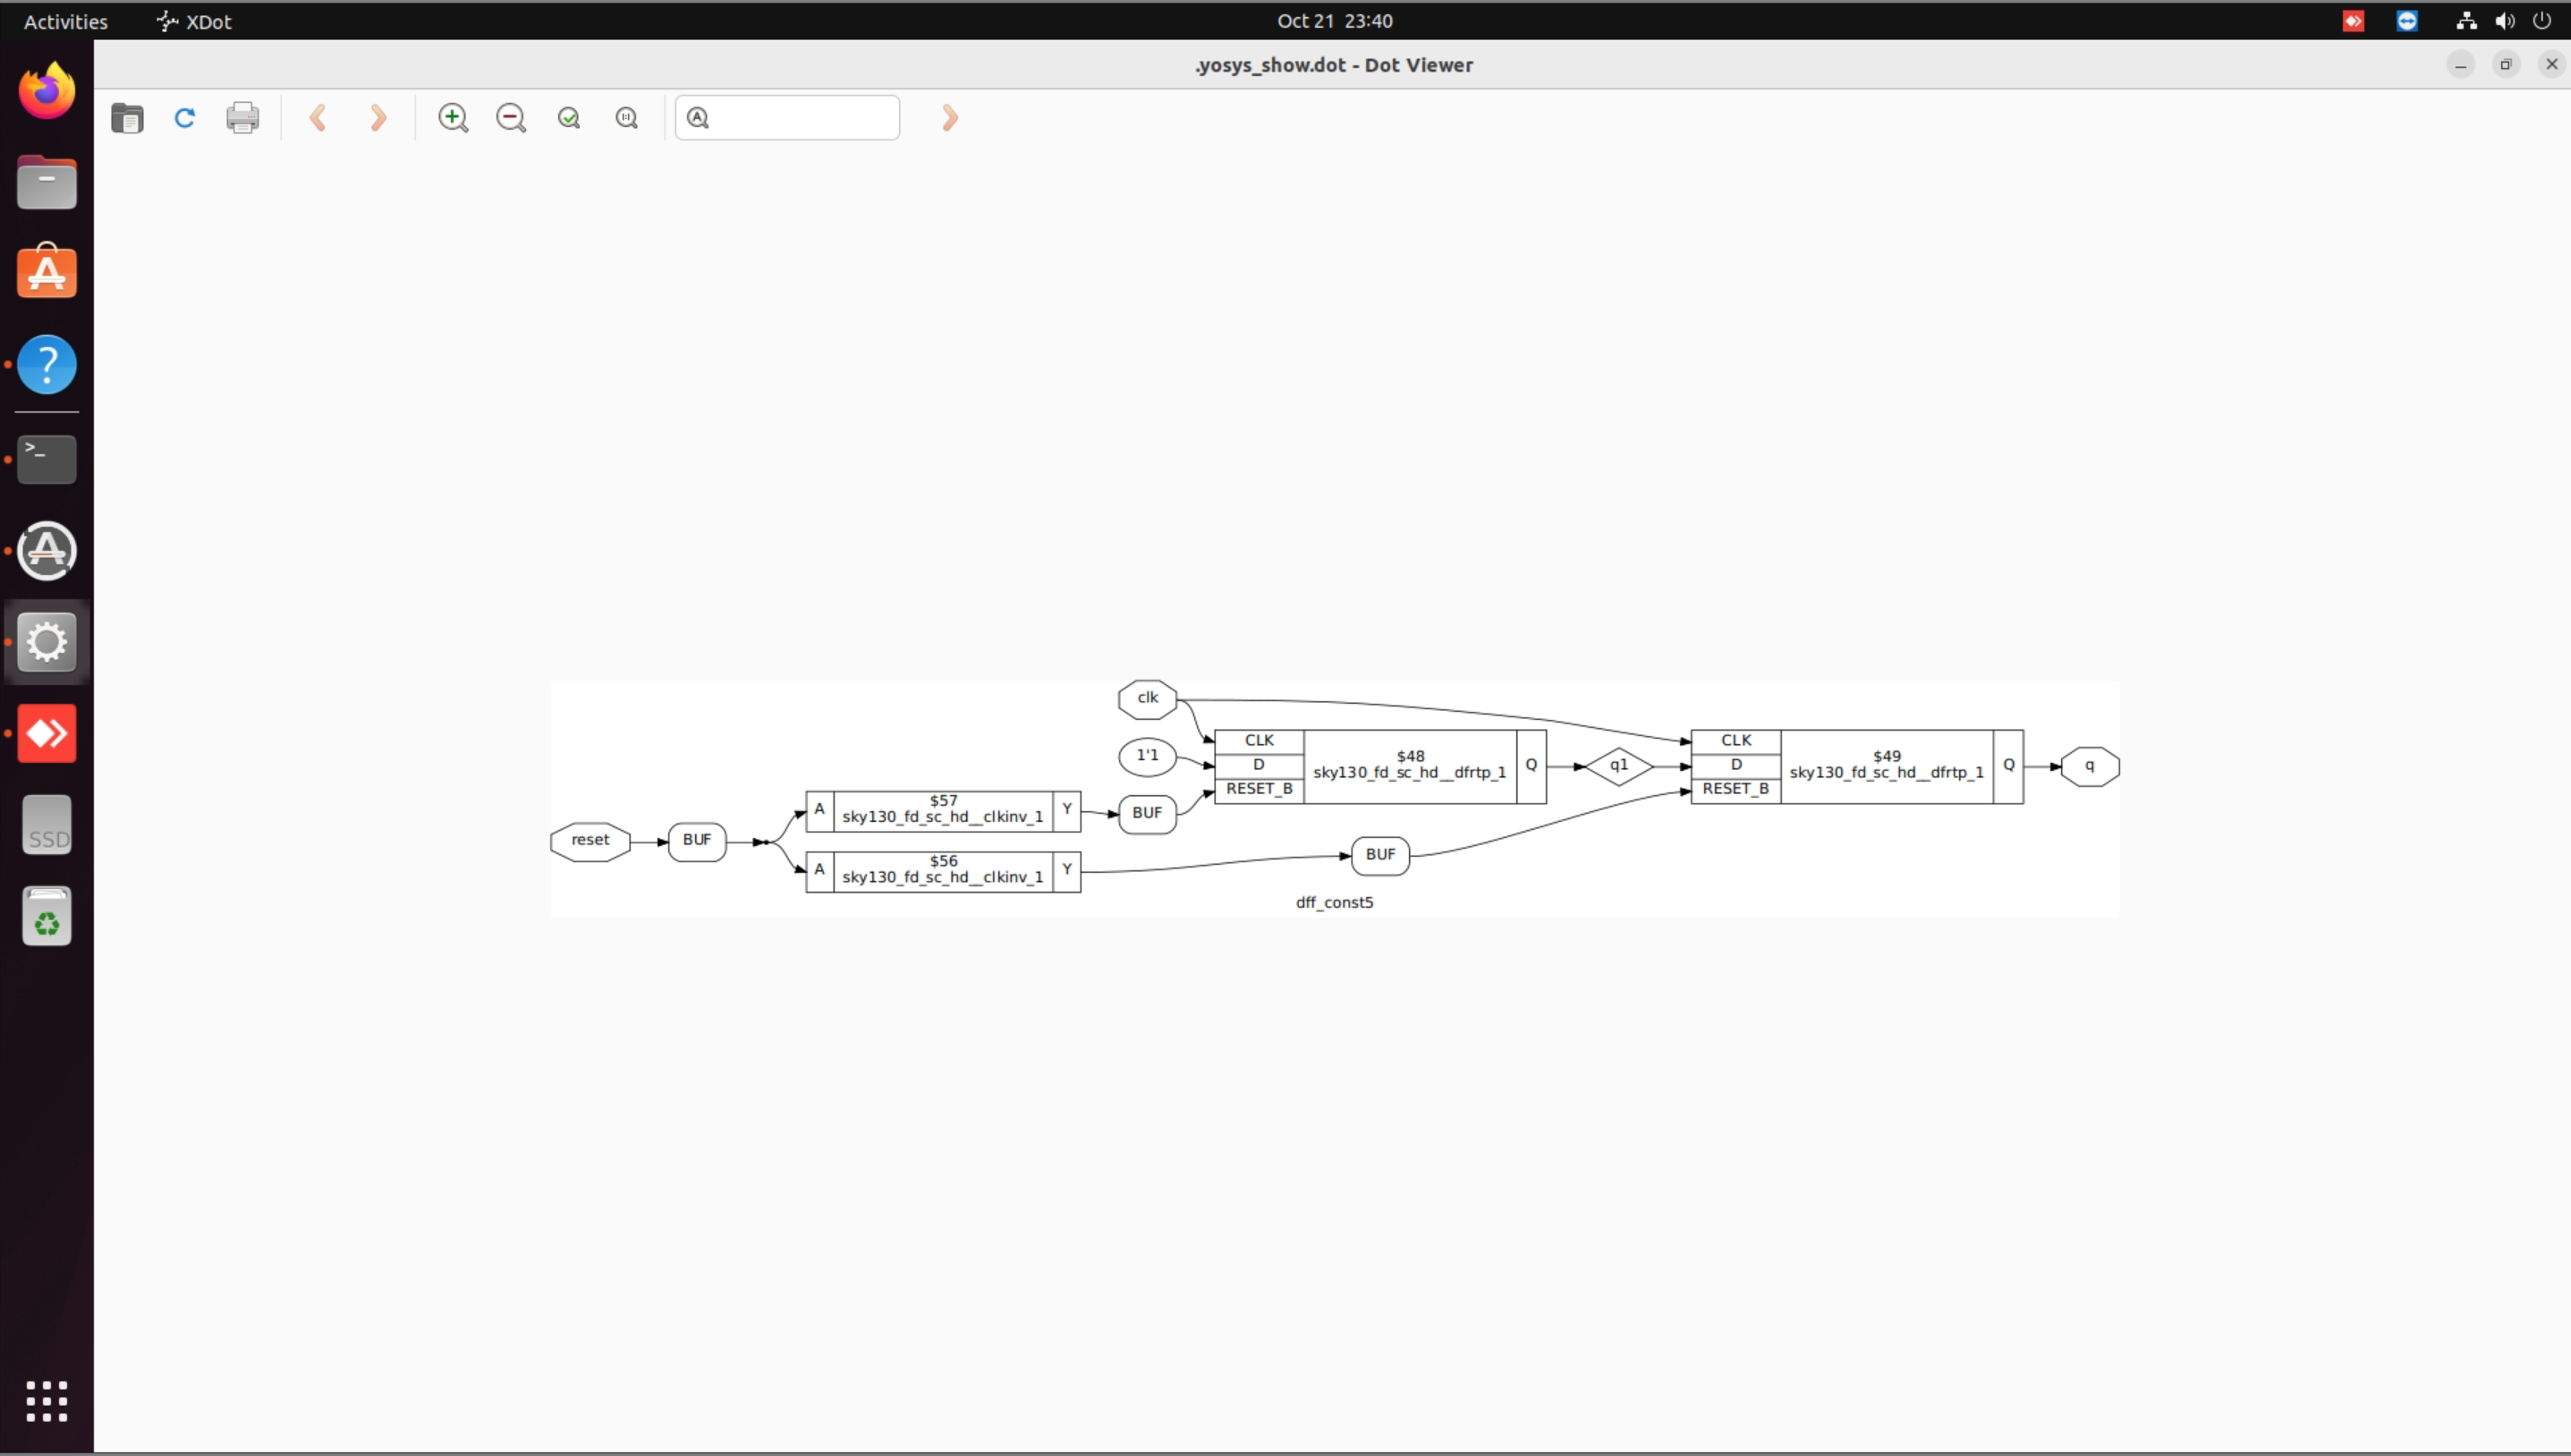 Activities
XDot
Oct 21 23:40
.yosys_show.dot - Dot Viewer
clk
1'1
CLK
D
RESET_B
$48
sky130_fd_sc_hd__dfrtp_1
Q
q1
CLK
D
RESET_B
$49
sky130_fd_sc_hd__dfrtp_1
Q
q
reset
BUF
A
$57
sky130_fd_sc_hd__clkinv_1
Y
BUF
A
$56
sky130_fd_sc_hd__clkinv_1
Y
BUF
dff_const5
SSD